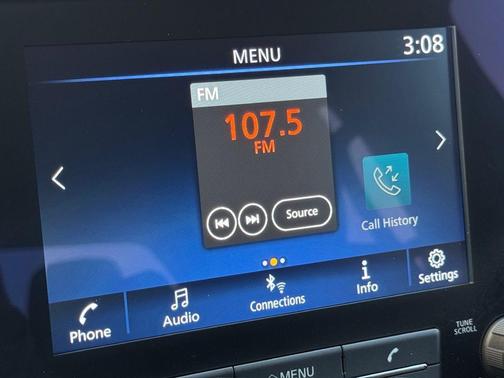 MENU
3:08
FM
107.5
FM
Source
Call History
Phone
Audio
Connections
Info
Settings
TUNE
SCROLL
MENU